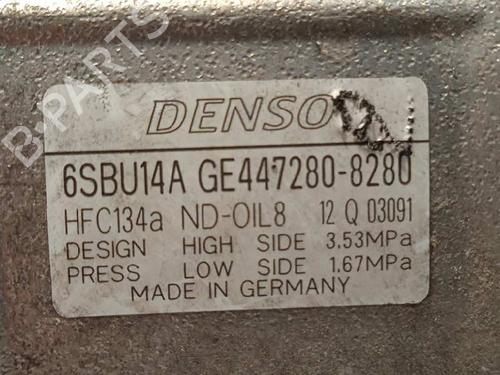 B-PARTS
DENSO
6SBU14A GE447280-8280
HFC134a ND-OIL8 12 Q 03091
DESIGN HIGH SIDE 3.53MPa
PRESS LOW SIDE 1.67MPa
MADE IN GERMANY